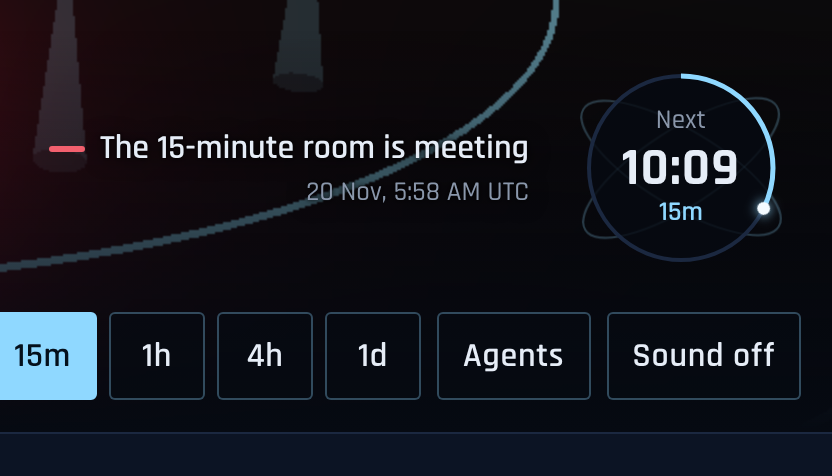 The 15-minute room is meeting
20 Nov, 5:58 AM UTC
Next
10:09
15m
15m
1h
4h
1d
Agents
Sound off